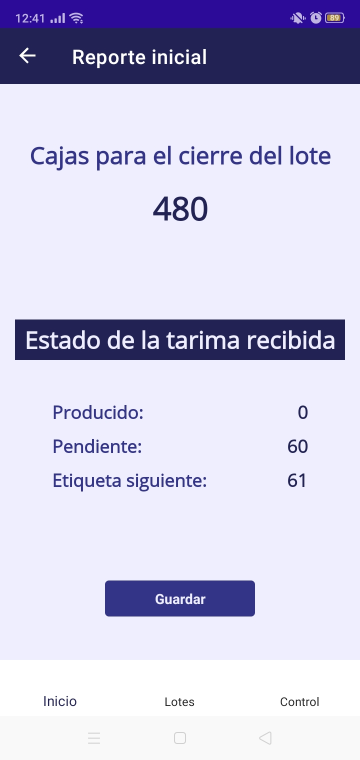 12:41 89
Reporte inicial
Cajas para el cierre del lote
480
Estado de la tarima recibida
Producido: 0
Pendiente: 60
Etiqueta siguiente: 61
Guardar
Inicio Lotes Control